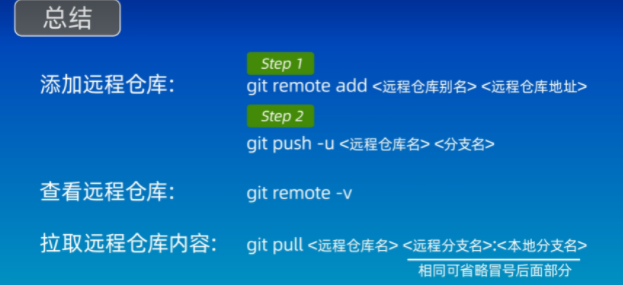 总结
Step 1
添加远程仓库: git remote add <远程仓库别名> <远程仓库地址>
Step 2
git push -u <远程仓库名> <分支名>
查看远程仓库: git remote -v
拉取远程仓库内容: git pull <远程仓库名> <远程分支名>:<本地分支名>
相同可省略冒号后面部分